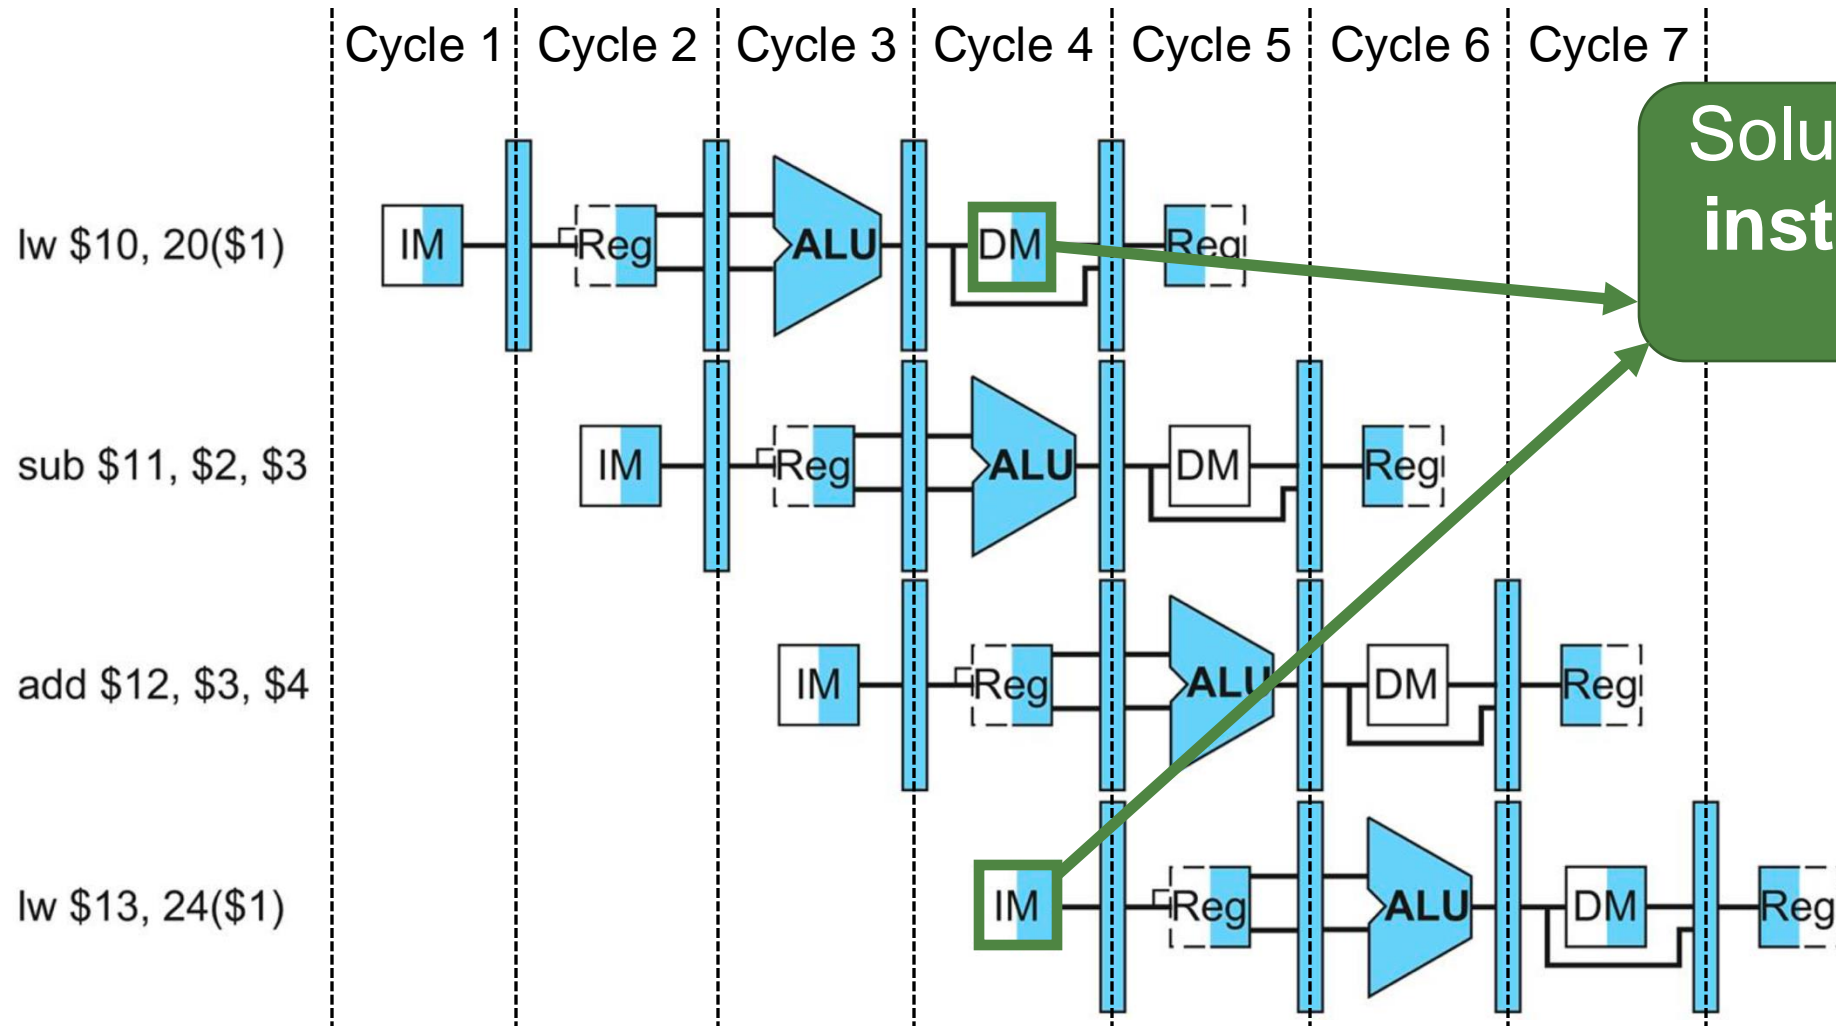 Cycle 1 Cycle 2 Cycle 3 Cycle 4 Cycle 5 Cycle 6 Cycle 7
Solu
inst
lw $10, 20($1) IM Reg ALU DM Reg
sub $11, $2, $3 IM Reg ALU DM Reg
add $12, $3, $4 IM Reg ALU DM Reg
lw $13, 24($1) IM Reg ALU DM Reg